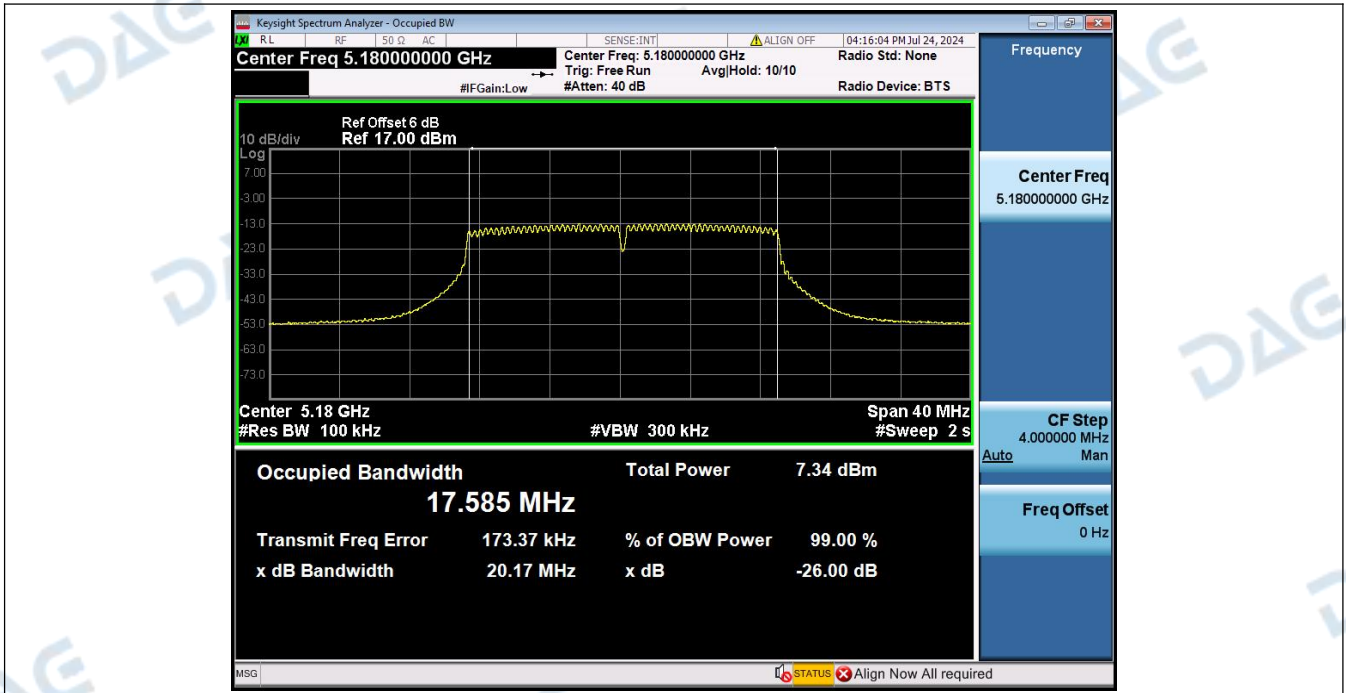 Keysight Spectrum Analyzer - Occupied BW
LXI RL RF 50 Ω AC SENSE:INT ALIGN OFF 04:16:04 PM Jul 24, 2024
Center Freq 5.180000000 GHz
Center Freq: 5.180000000 GHz
Radio Std: None
Trig: Free Run Avg|Hold: 10/10
#IFGain:Low
#Atten: 40 dB
Radio Device: BTS
Ref Offset 6 dB
10 dB/div Ref 17.00 dBm
Log
7.00
-3.00
-13.0
-23.0
-33.0
-43.0
-53.0
-63.0
-73.0
Center 5.18 GHz Span 40 MHz
#Res BW 100 kHz #VBW 300 kHz #Sweep 2 s
Occupied Bandwidth Total Power 7.34 dBm
17.585 MHz
Transmit Freq Error 173.37 kHz % of OBW Power 99.00 %
x dB Bandwidth 20.17 MHz x dB -26.00 dB
MSG STATUS Align Now All required
Frequency
Center Freq
5.180000000 GHz
CF Step
4.000000 MHz
Auto Man
Freq Offset
0 Hz
DAG
DAG
DAG